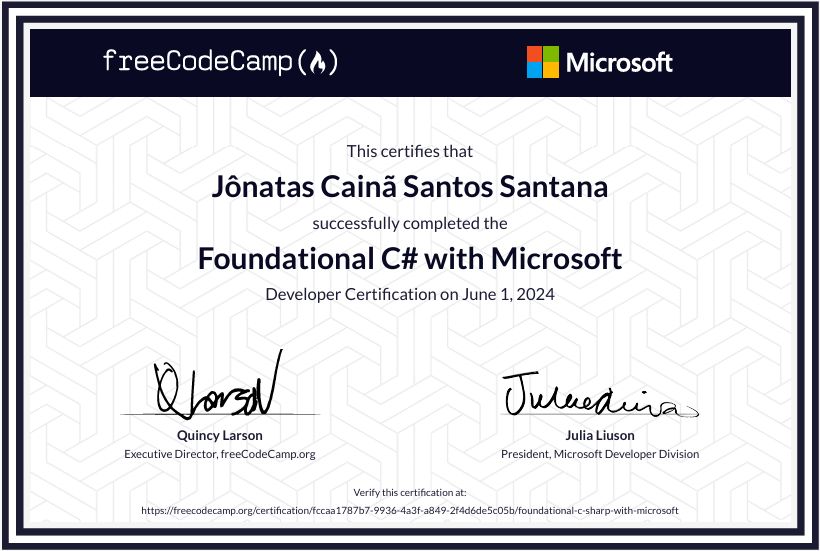 freeCodeCamp(🔥)
Microsoft
This certifies that
Jônatas Cainã Santos Santana
successfully completed the
Foundational C# with Microsoft
Developer Certification on June 1, 2024
QLarson
Juliuson
Quincy Larson
Julia Liuson
Executive Director, freeCodeCamp.org
President, Microsoft Developer Division
Verify this certification at:
https://freecodecamp.org/certification/fccaa1787b7-9936-4a3f-a849-2f4d6de5c05b/foundational-c-sharp-with-microsoft